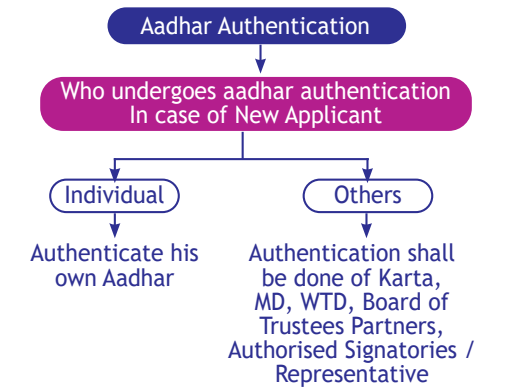 Aadhar Authentication
Who undergoes aadhar authentication
In case of New Applicant
Individual
Others
Authenticate his
own Aadhar
Authentication shall
be done of Karta,
MD, WTD, Board of
Trustees Partners,
Authorised Signatories /
Representative